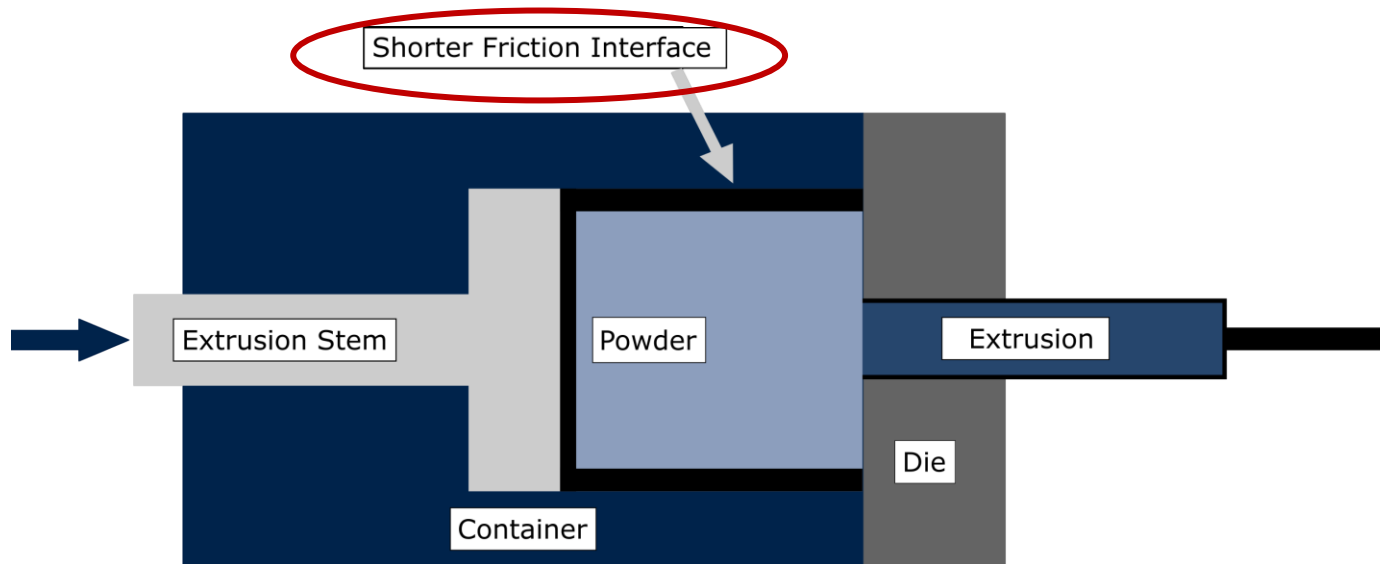 Shorter Friction Interface
Extrusion Stem
Powder
Extrusion
Die
Container